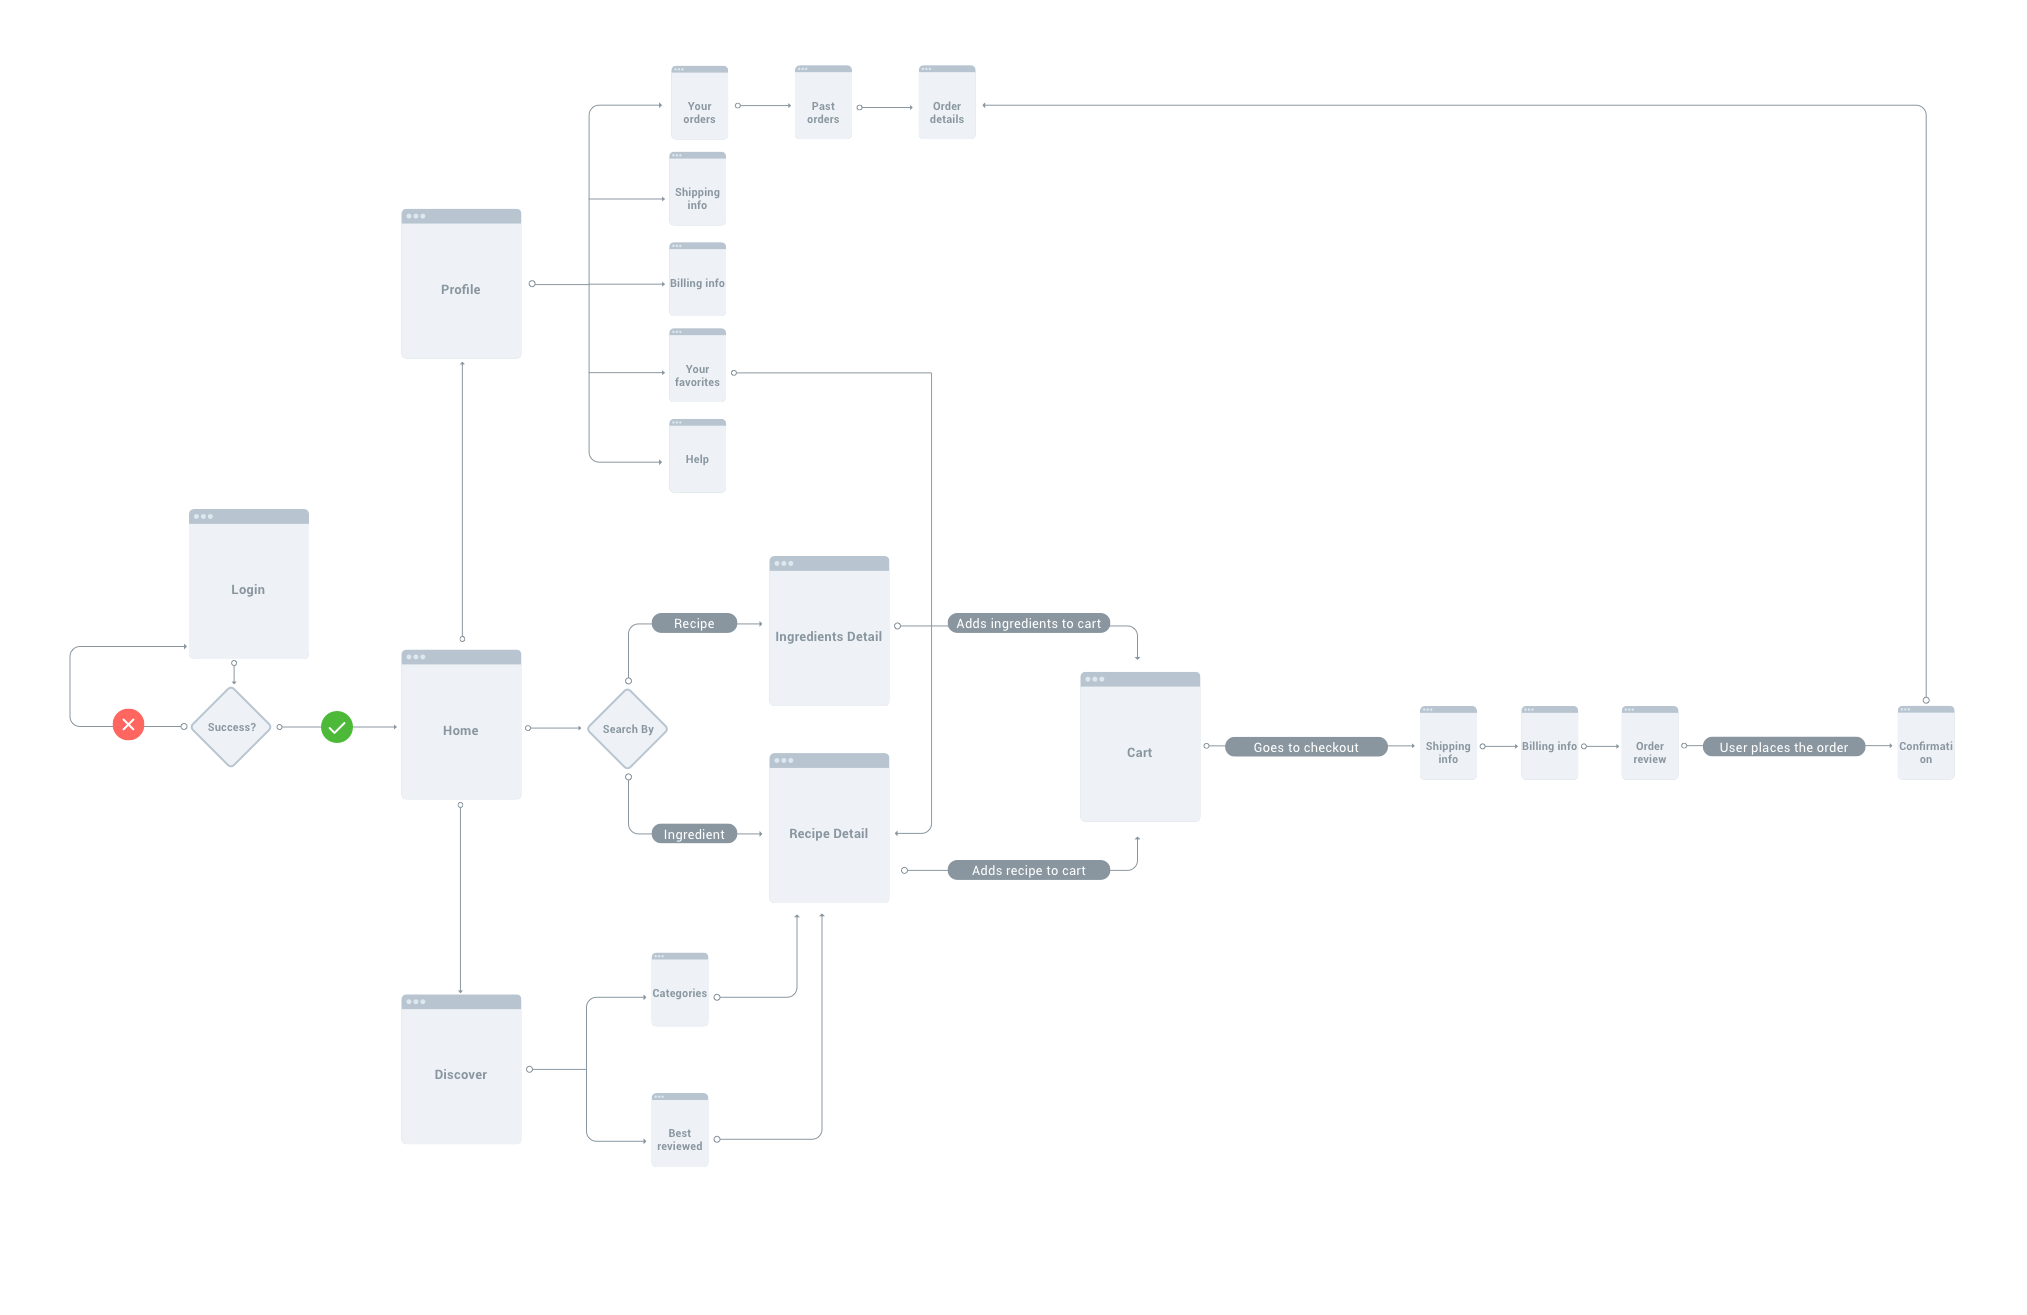 Your
orders
Past
orders
Order
details
Shipping
info
Profile
Billing info
Your
favorites
Help
Login
Success?
Home
Search By
Recipe
Ingredients Detail
Adds ingredients to cart
Ingredient
Recipe Detail
Adds recipe to cart
Cart
Goes to checkout
Shipping
info
Billing info
Order
review
User places the order
Confirmati
on
Categories
Discover
Best
reviewed